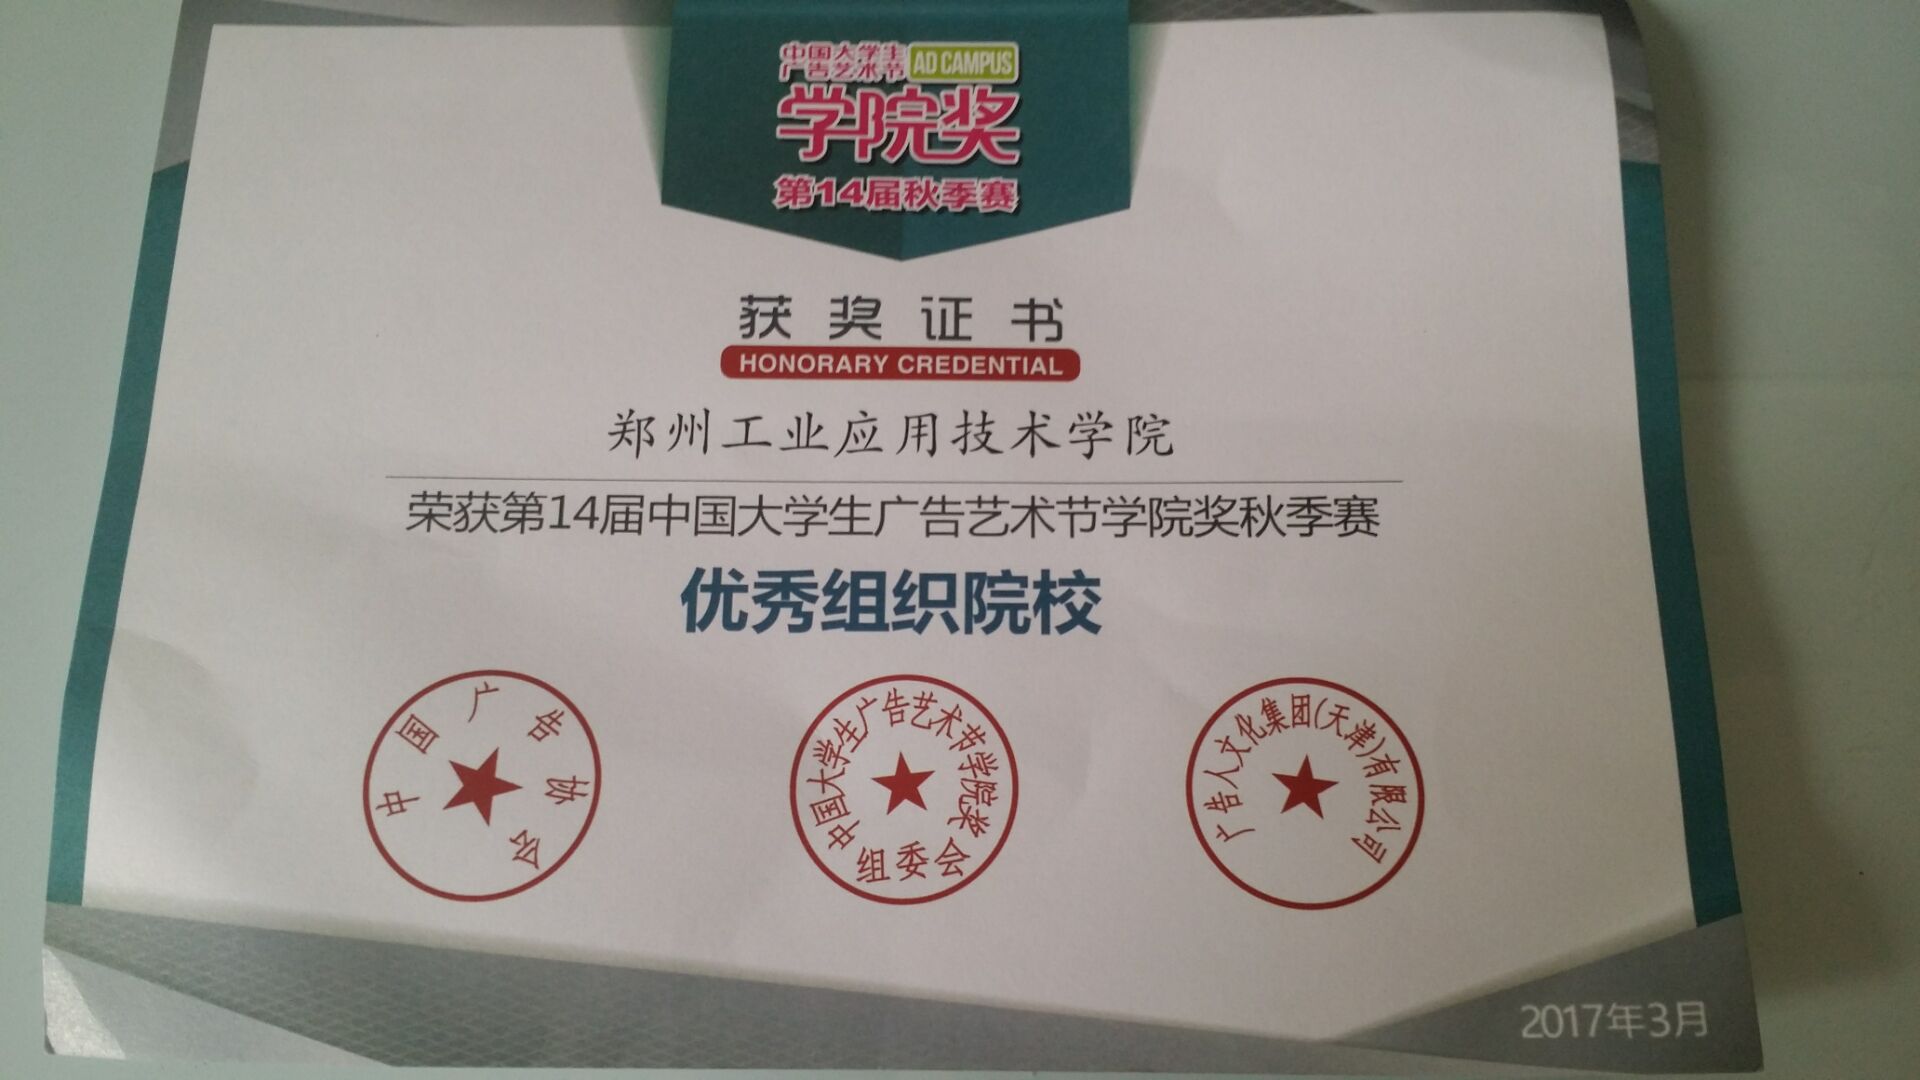 中国大学生
广告艺术节 AD CAMPUS
学院奖
第14届秋季赛
获奖证书
HONORARY CREDENTIAL
郑州工业应用技术学院
荣获第14届中国大学生广告艺术节学院奖秋季赛
优秀组织院校
中国广告协会
中国大学生广告艺术节学院奖
组委会
广告人文化集团(天津)有限公司
2017年3月